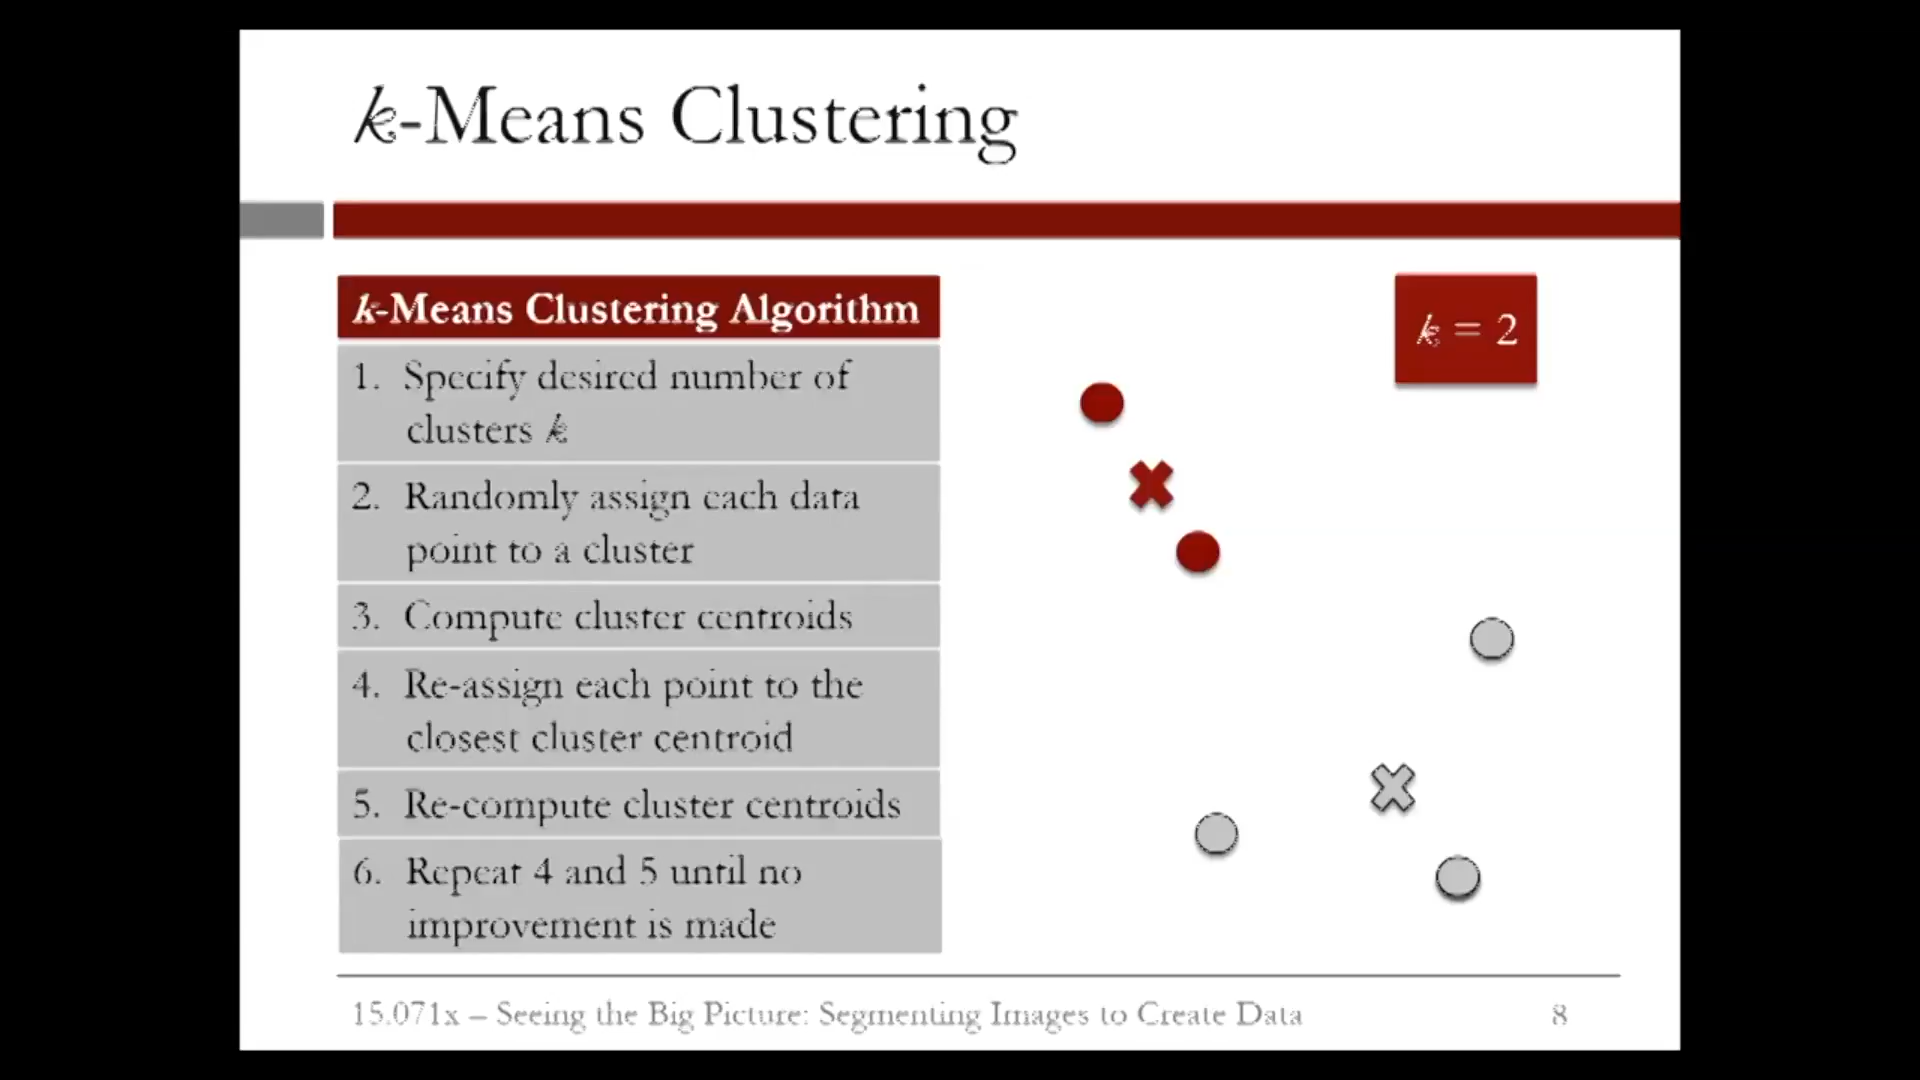 k-Means Clustering
k-Means Clustering Algorithm
k = 2
1. Specify desired number of
clusters k
2. Randomly assign each data
point to a cluster
3. Compute cluster centroids
4. Re-assign each point to the
closest cluster centroid
5. Re-compute cluster centroids
6. Repeat 4 and 5 until no
improvement is made
15.071x – Seeing the Big Picture: Segmenting Images to Create Data
8